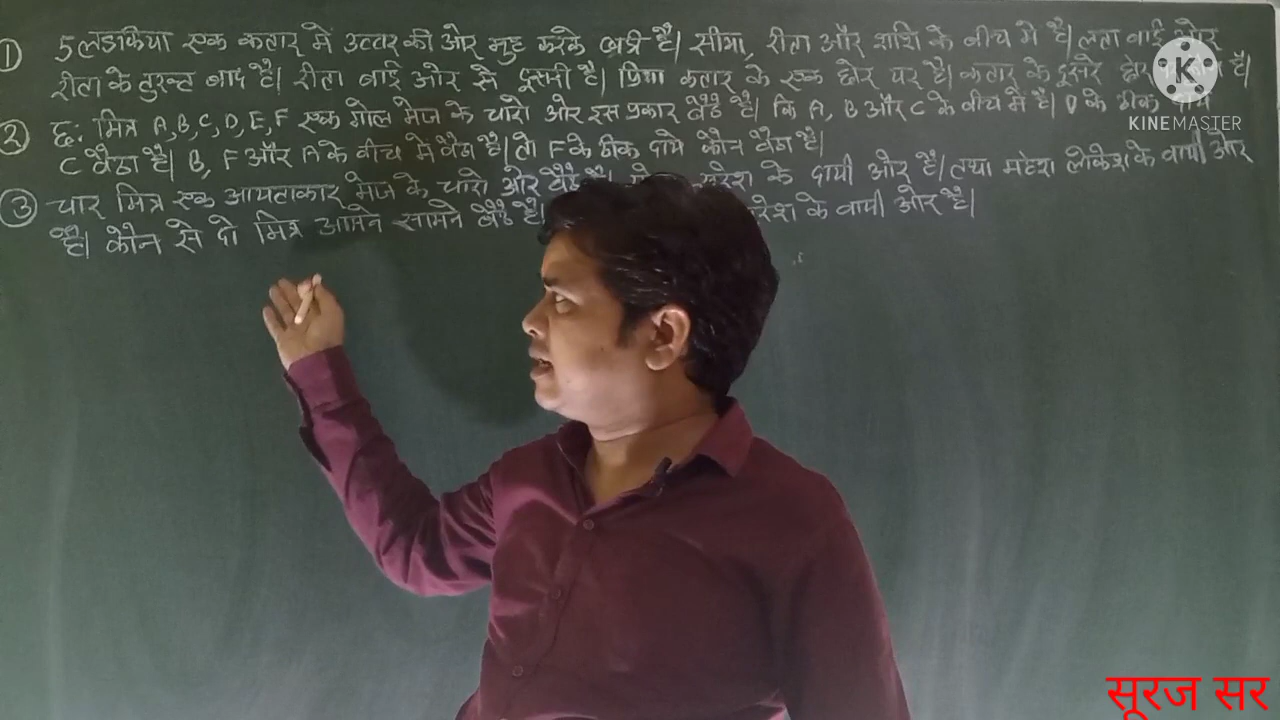 ① 5 लडकिया एक कतार मे उत्तर की ओर मुह करके खड़ी है। सीमा, रीता और शशि के बीच मे है। लता बाई ओर
रीता के तुरन्त बाद है। रीता बाई ओर से दूसरी है। प्रिया कतार के एक छोर पर है। कतार के दूसरे छोर है।
② छ: मित्र A, B, C, D, E, F एक गोल मेज के चारो ओर इस प्रकार बैठे है। कि A, B और C के बीच मे है। D के ठीक
C बैठा है। B, F और A के बीच मे बैठा है। तो F के ठीक दाये कौन बैठा है।
③ चार मित्र एक आयताकार मेज के चारो ओर बैठे है। के दायी ओर है। तथा महेश लोकेश के बायी ओर
है। कौन से दो मित्र आमने सामने बैठे है। के बायी ओर है।
KINEMASTER
सूरज सर